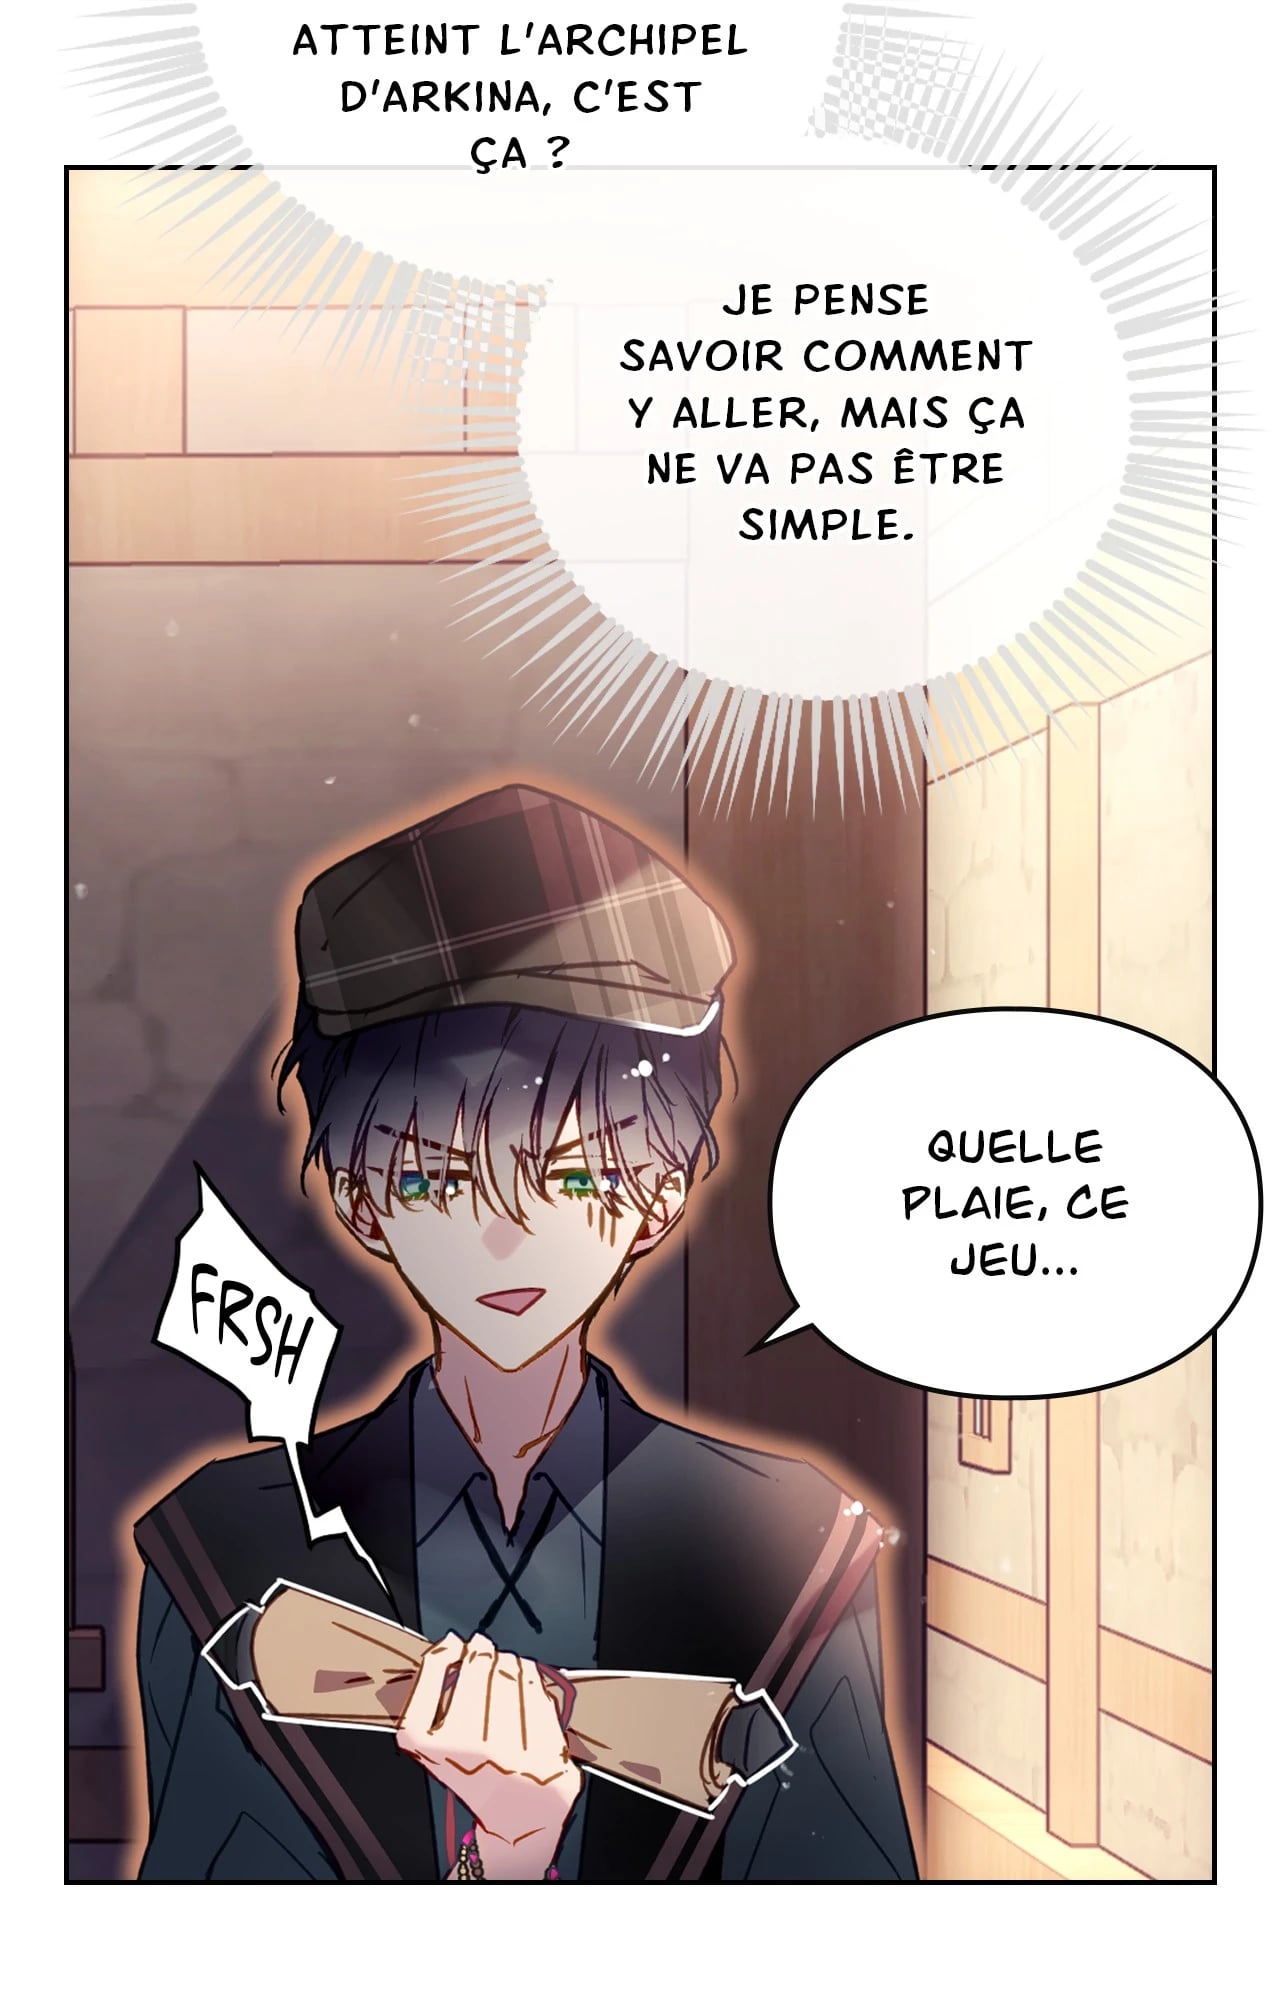 ATTEINT L'ARCHIPEL
D'ARKINA, C'EST
ÇA ?
JE PENSE
SAVOIR COMMENT
Y ALLER, MAIS ÇA
NE VA PAS ÊTRE
SIMPLE.
QUELLE
PLAIE, CE
JEU...
FRSH